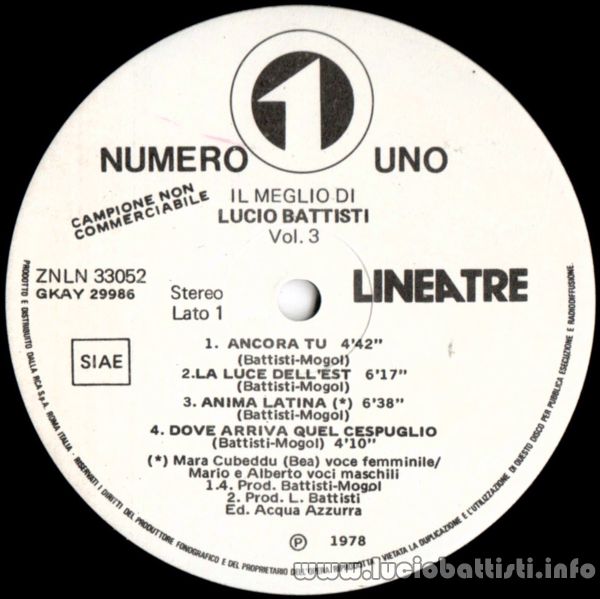 1
NUMERO UNO
CAMPIONE NON
COMMERCIABILE
IL MEGLIO DI
LUCIO BATTISTI
Vol. 3
ZNLN 33052
GKAY 29986
Stereo
Lato 1
LINEATRE
SIAE
1. ANCORA TU 4'42"
(Battisti-Mogol)
2.LA LUCE DELL'EST 6'17"
(Battisti-Mogol)
3. ANIMA LATINA (*) 6'38"
(Battisti-Mogol)
4. DOVE ARRIVA QUEL CESPUGLIO
(Battisti-Mogol) 4'10"
(*) Mara Cubeddu (Bea) voce femminile/
Mario e Alberto voci maschili
1.4. Prod. Battisti-Mogol
2. Prod. L. Battisti
Ed. Acqua Azzurra
℗ 1978
PRODOTTO E DISTRIBUITO DALLA RCA S.p.A. ROMA ITALIA - RISERVATI I DIRITTI DEL PRODUTTORE FONOGRAFICO E DEL PROPRIETARIO DELL'OPERA RIPRODOTTA - VIETATA LA DUPLICAZIONE E L'UTILIZZAZIONE DI QUESTO DISCO PER PUBBLICA ESECUZIONE E RADIODIFFUSIONE.
www.luciobattisti.info